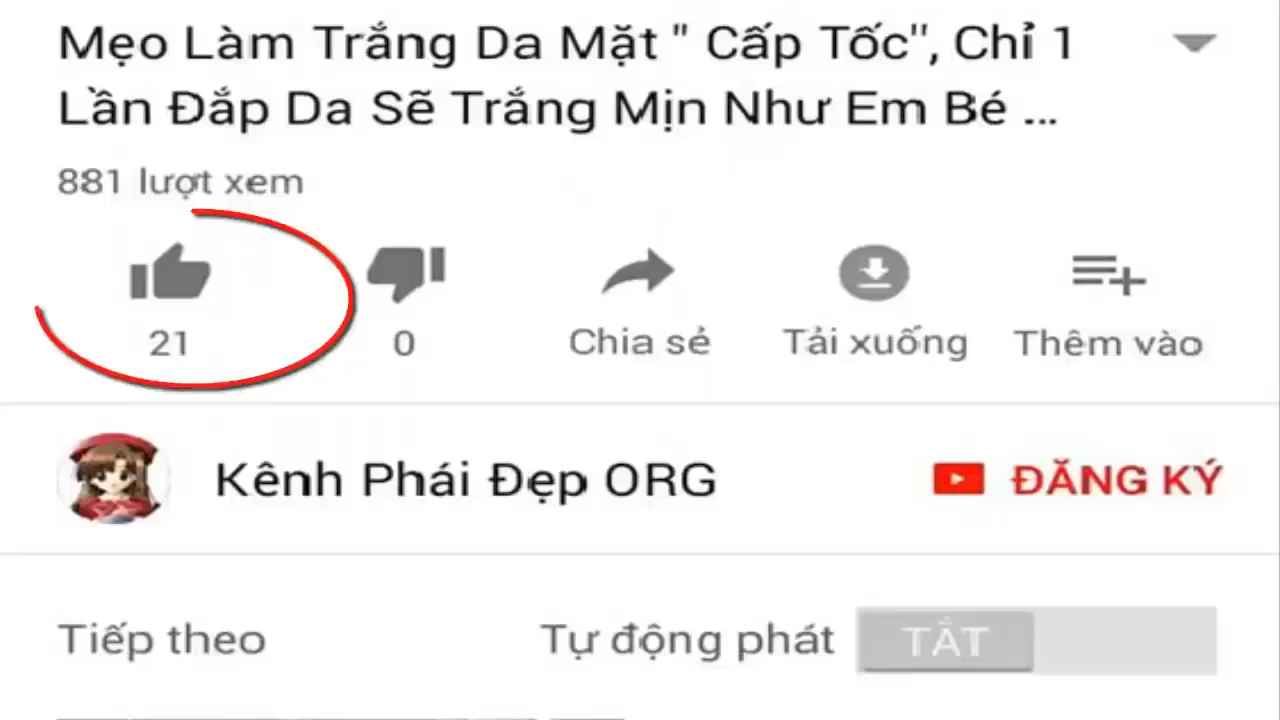 Mẹo Làm Trắng Da Mặt " Cấp Tốc", Chỉ 1
Lần Đắp Da Sẽ Trắng Mịn Như Em Bé ...
881 lượt xem
21
0
Chia sẻ
Tải xuống
Thêm vào
Kênh Phái Đẹp ORG
ĐĂNG KÝ
Tiếp theo
Tự động phát
TẮT